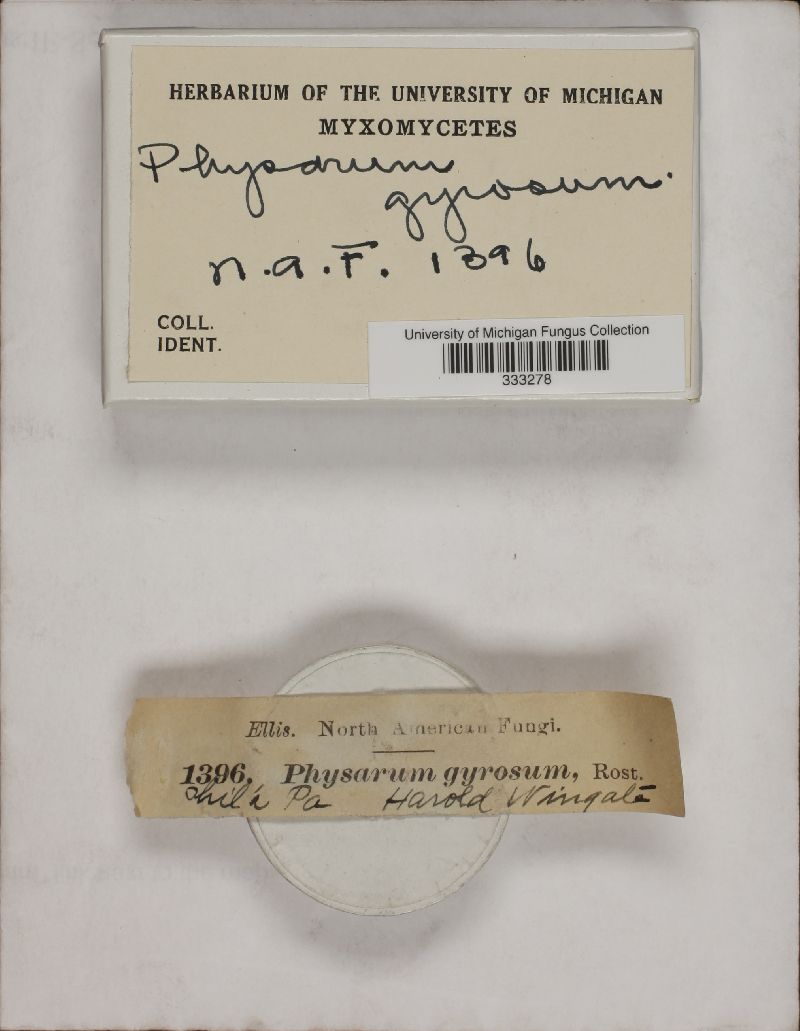 HERBARIUM OF THE UNIVERSITY OF MICHIGAN
MYXOMYCETES
Physarum
gyrosum.
N.A.F. 1396
COLL.
IDENT.
University of Michigan Fungus Collection
333278
Ellis. North American Fungi.
1396. Physarum gyrosum, Rost.
Phil'a Pa Harold Wingate